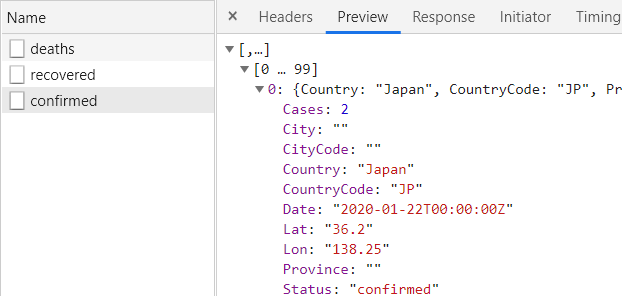 Name
deaths
recovered
confirmed
× Headers Preview Response Initiator Timing
▼[,…]
▼[0 … 99]
▼0: {Country: "Japan", CountryCode: "JP", Pr
Cases: 2
City: ""
CityCode: ""
Country: "Japan"
CountryCode: "JP"
Date: "2020-01-22T00:00:00Z"
Lat: "36.2"
Lon: "138.25"
Province: ""
Status: "confirmed"